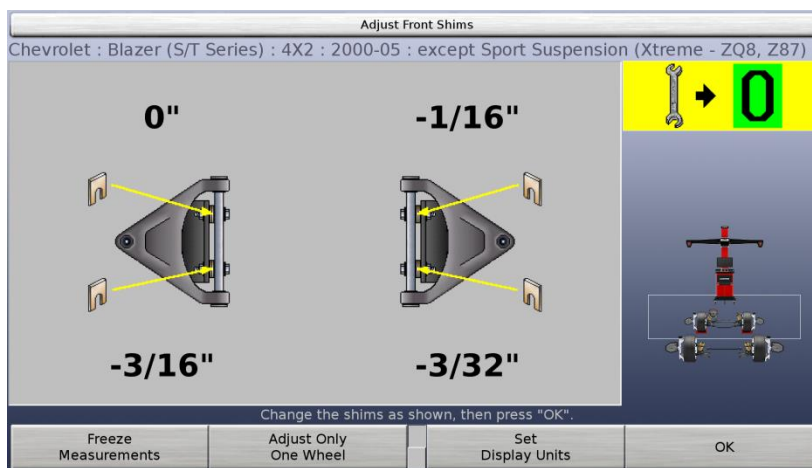 Adjust Front Shims
Chevrolet : Blazer (S/T Series) : 4X2 : 2000-05 : except Sport Suspension (Xtreme - ZQ8, Z87)
0" -1/16" 0
-3/16" -3/32"
Change the shims as shown, then press "OK".
Freeze Adjust Only Set OK
Measurements One Wheel Display Units